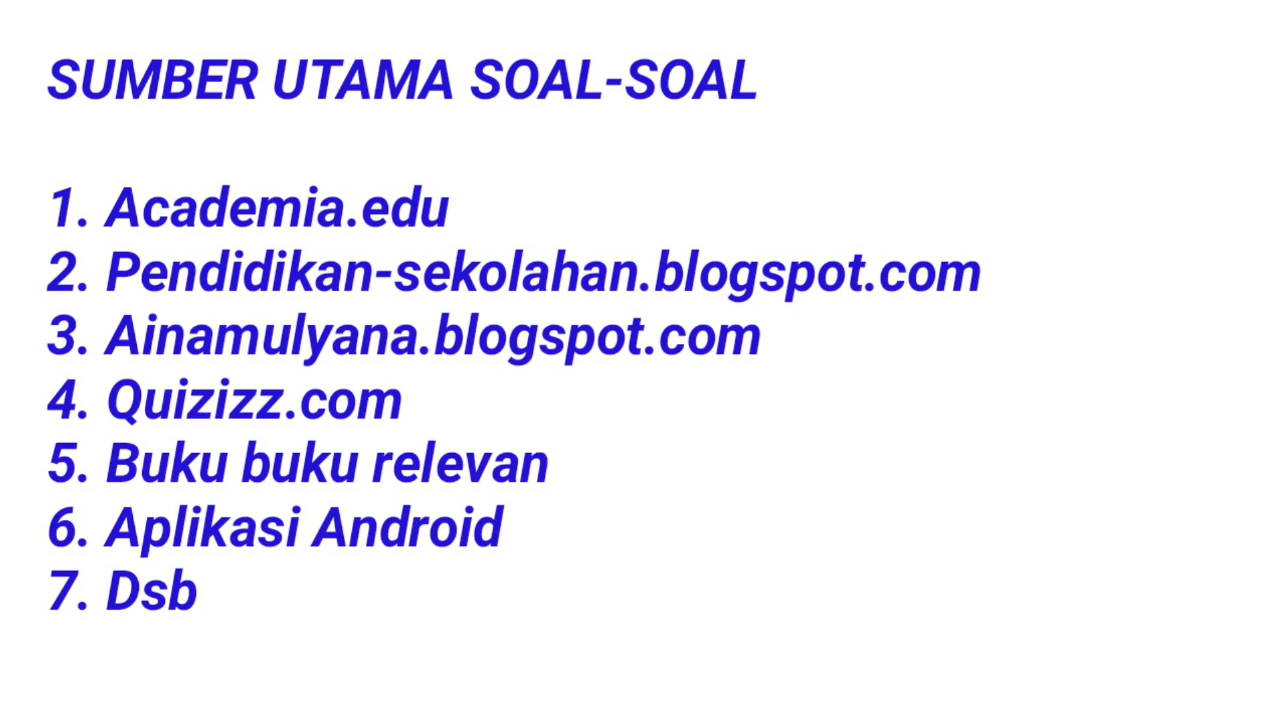 SUMBER UTAMA SOAL-SOAL
1. Academia.edu
2. Pendidikan-sekolahan.blogspot.com
3. Ainamulyana.blogspot.com
4. Quizizz.com
5. Buku buku relevan
6. Aplikasi Android
7. Dsb